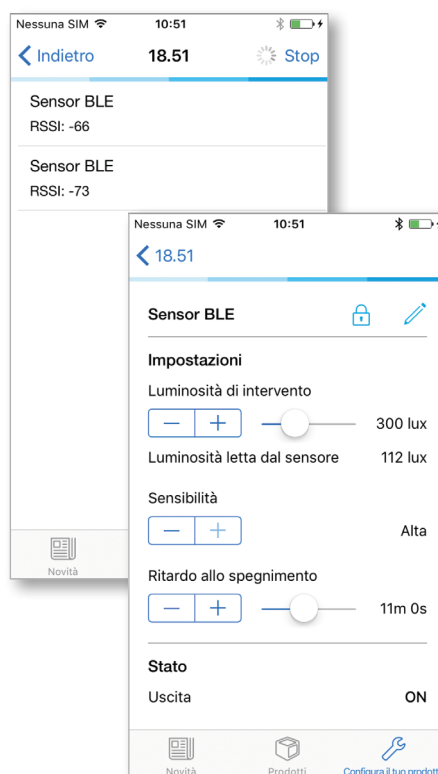 Nessuna SIM 10:51
Indietro 18.51 Stop
Sensor BLE
RSSI: -66
Sensor BLE
RSSI: -73
Novità
Nessuna SIM 10:51
18.51
Sensor BLE
Impostazioni
Luminosità di intervento
300 lux
Luminosità letta dal sensore 112 lux
Sensibilità
Alta
Ritardo allo spegnimento
11m 0s
Stato
Uscita ON
Novità Prodotti Configura il tuo prodott